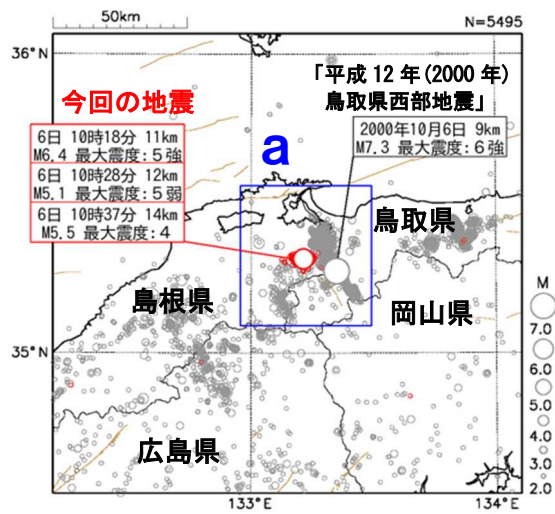 50km
N=5495
36°N
「平成12年(2000年)
鳥取県西部地震」
今回の地震
6日 10時18分 11km
M6.4 最大震度:5強
6日 10時28分 12km
M5.1 最大震度:5弱
6日 10時37分 14km
M5.5 最大震度:4
2000年10月6日 9km
M7.3 最大震度:6強
a
鳥取県
島根県
岡山県
35°N
広島県
M
7.0
6.0
5.0
4.0
3.0
2.0
133°E
134°E